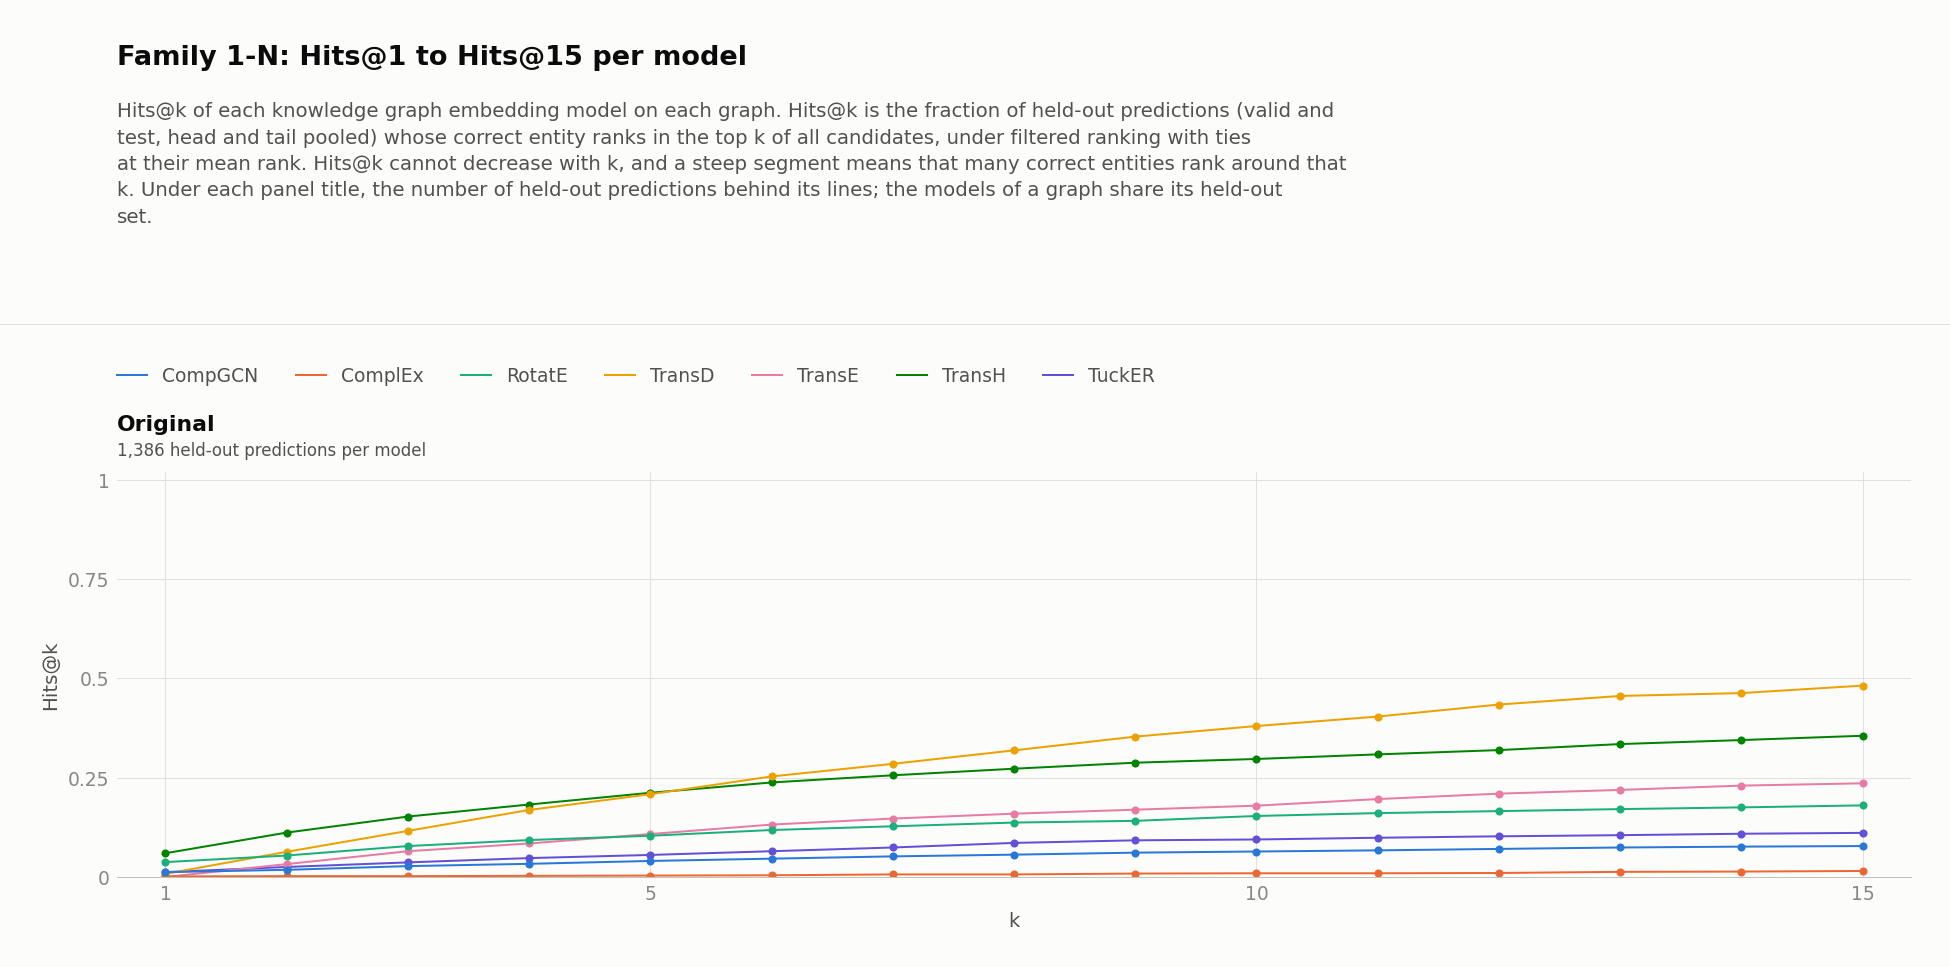 Family 1-N: Hits@1 to Hits@15 per model
Hits@k of each knowledge graph embedding model on each graph. Hits@k is the fraction of held-out predictions (valid and
test, head and tail pooled) whose correct entity ranks in the top k of all candidates, under filtered ranking with ties
at their mean rank. Hits@k cannot decrease with k, and a steep segment means that many correct entities rank around that
k. Under each panel title, the number of held-out predictions behind its lines; the models of a graph share its held-out
set.
CompGCN ComplEx RotatE TransD TransE TransH TuckER
Original
1,386 held-out predictions per model
1
0.75
0.5
0.25
0
Hits@k
1 5 10 15
k